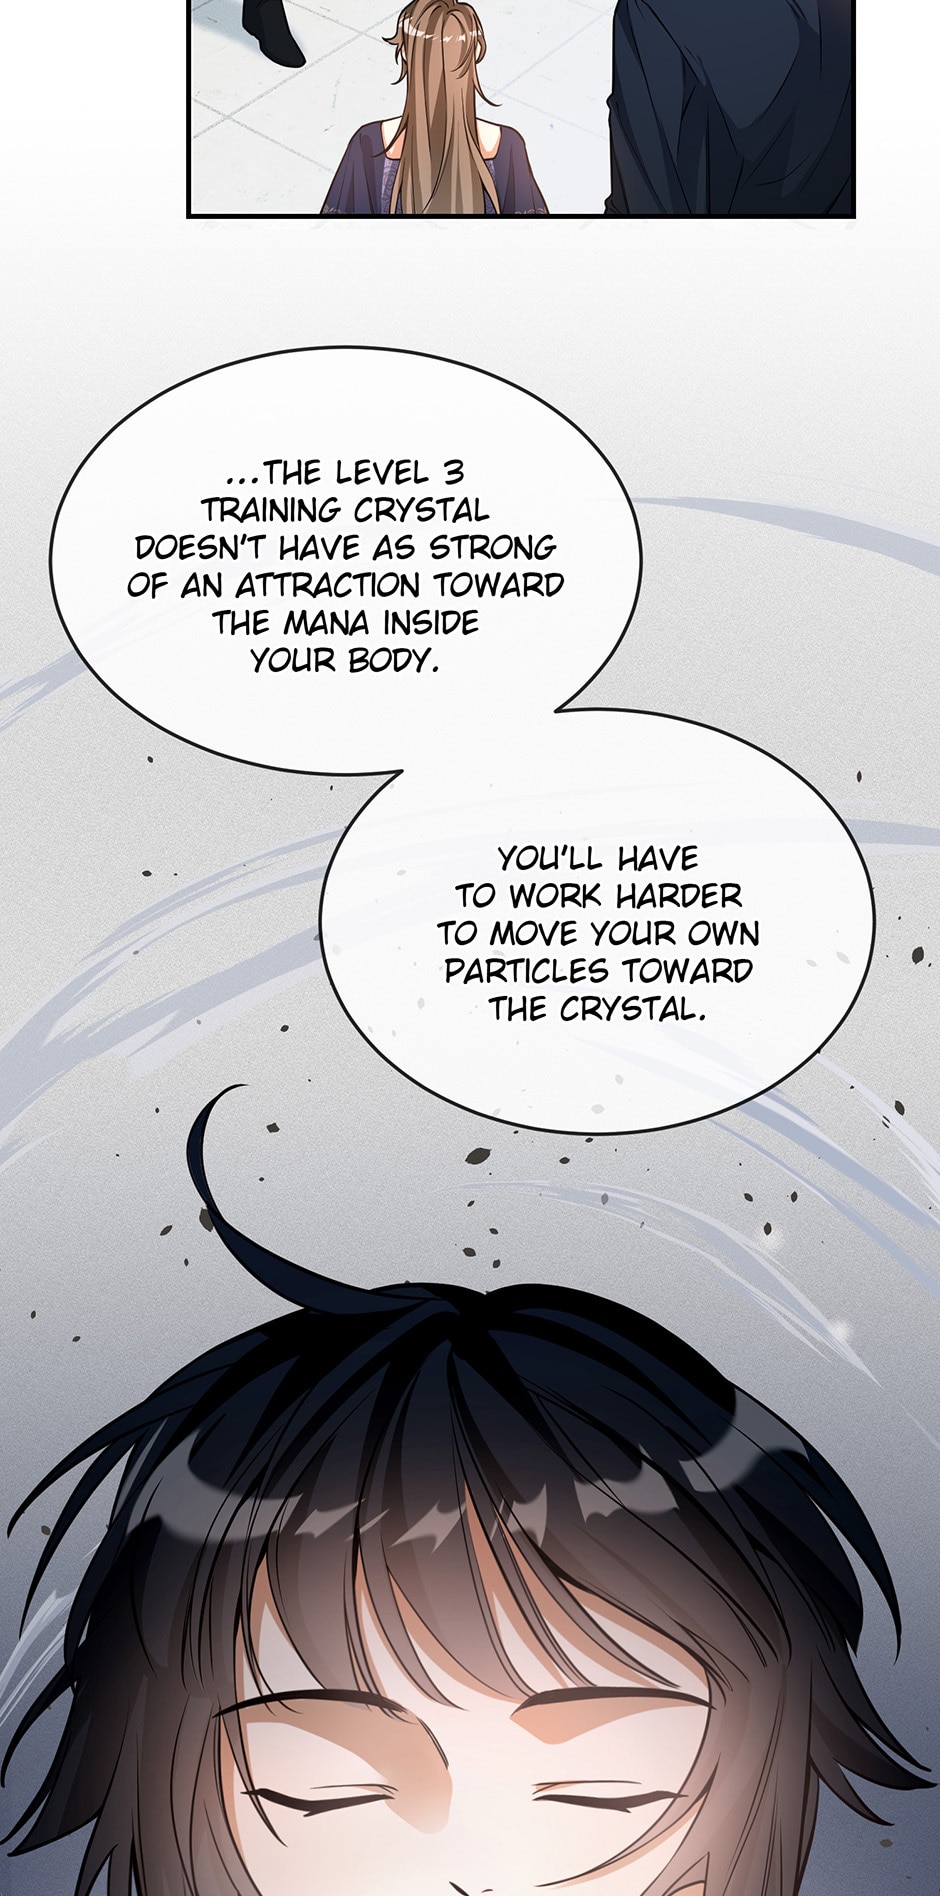 ...THE LEVEL 3
TRAINING CRYSTAL
DOESN'T HAVE AS STRONG
OF AN ATTRACTION TOWARD
THE MANA INSIDE
YOUR BODY.
YOU'LL HAVE
TO WORK HARDER
TO MOVE YOUR OWN
PARTICLES TOWARD
THE CRYSTAL.